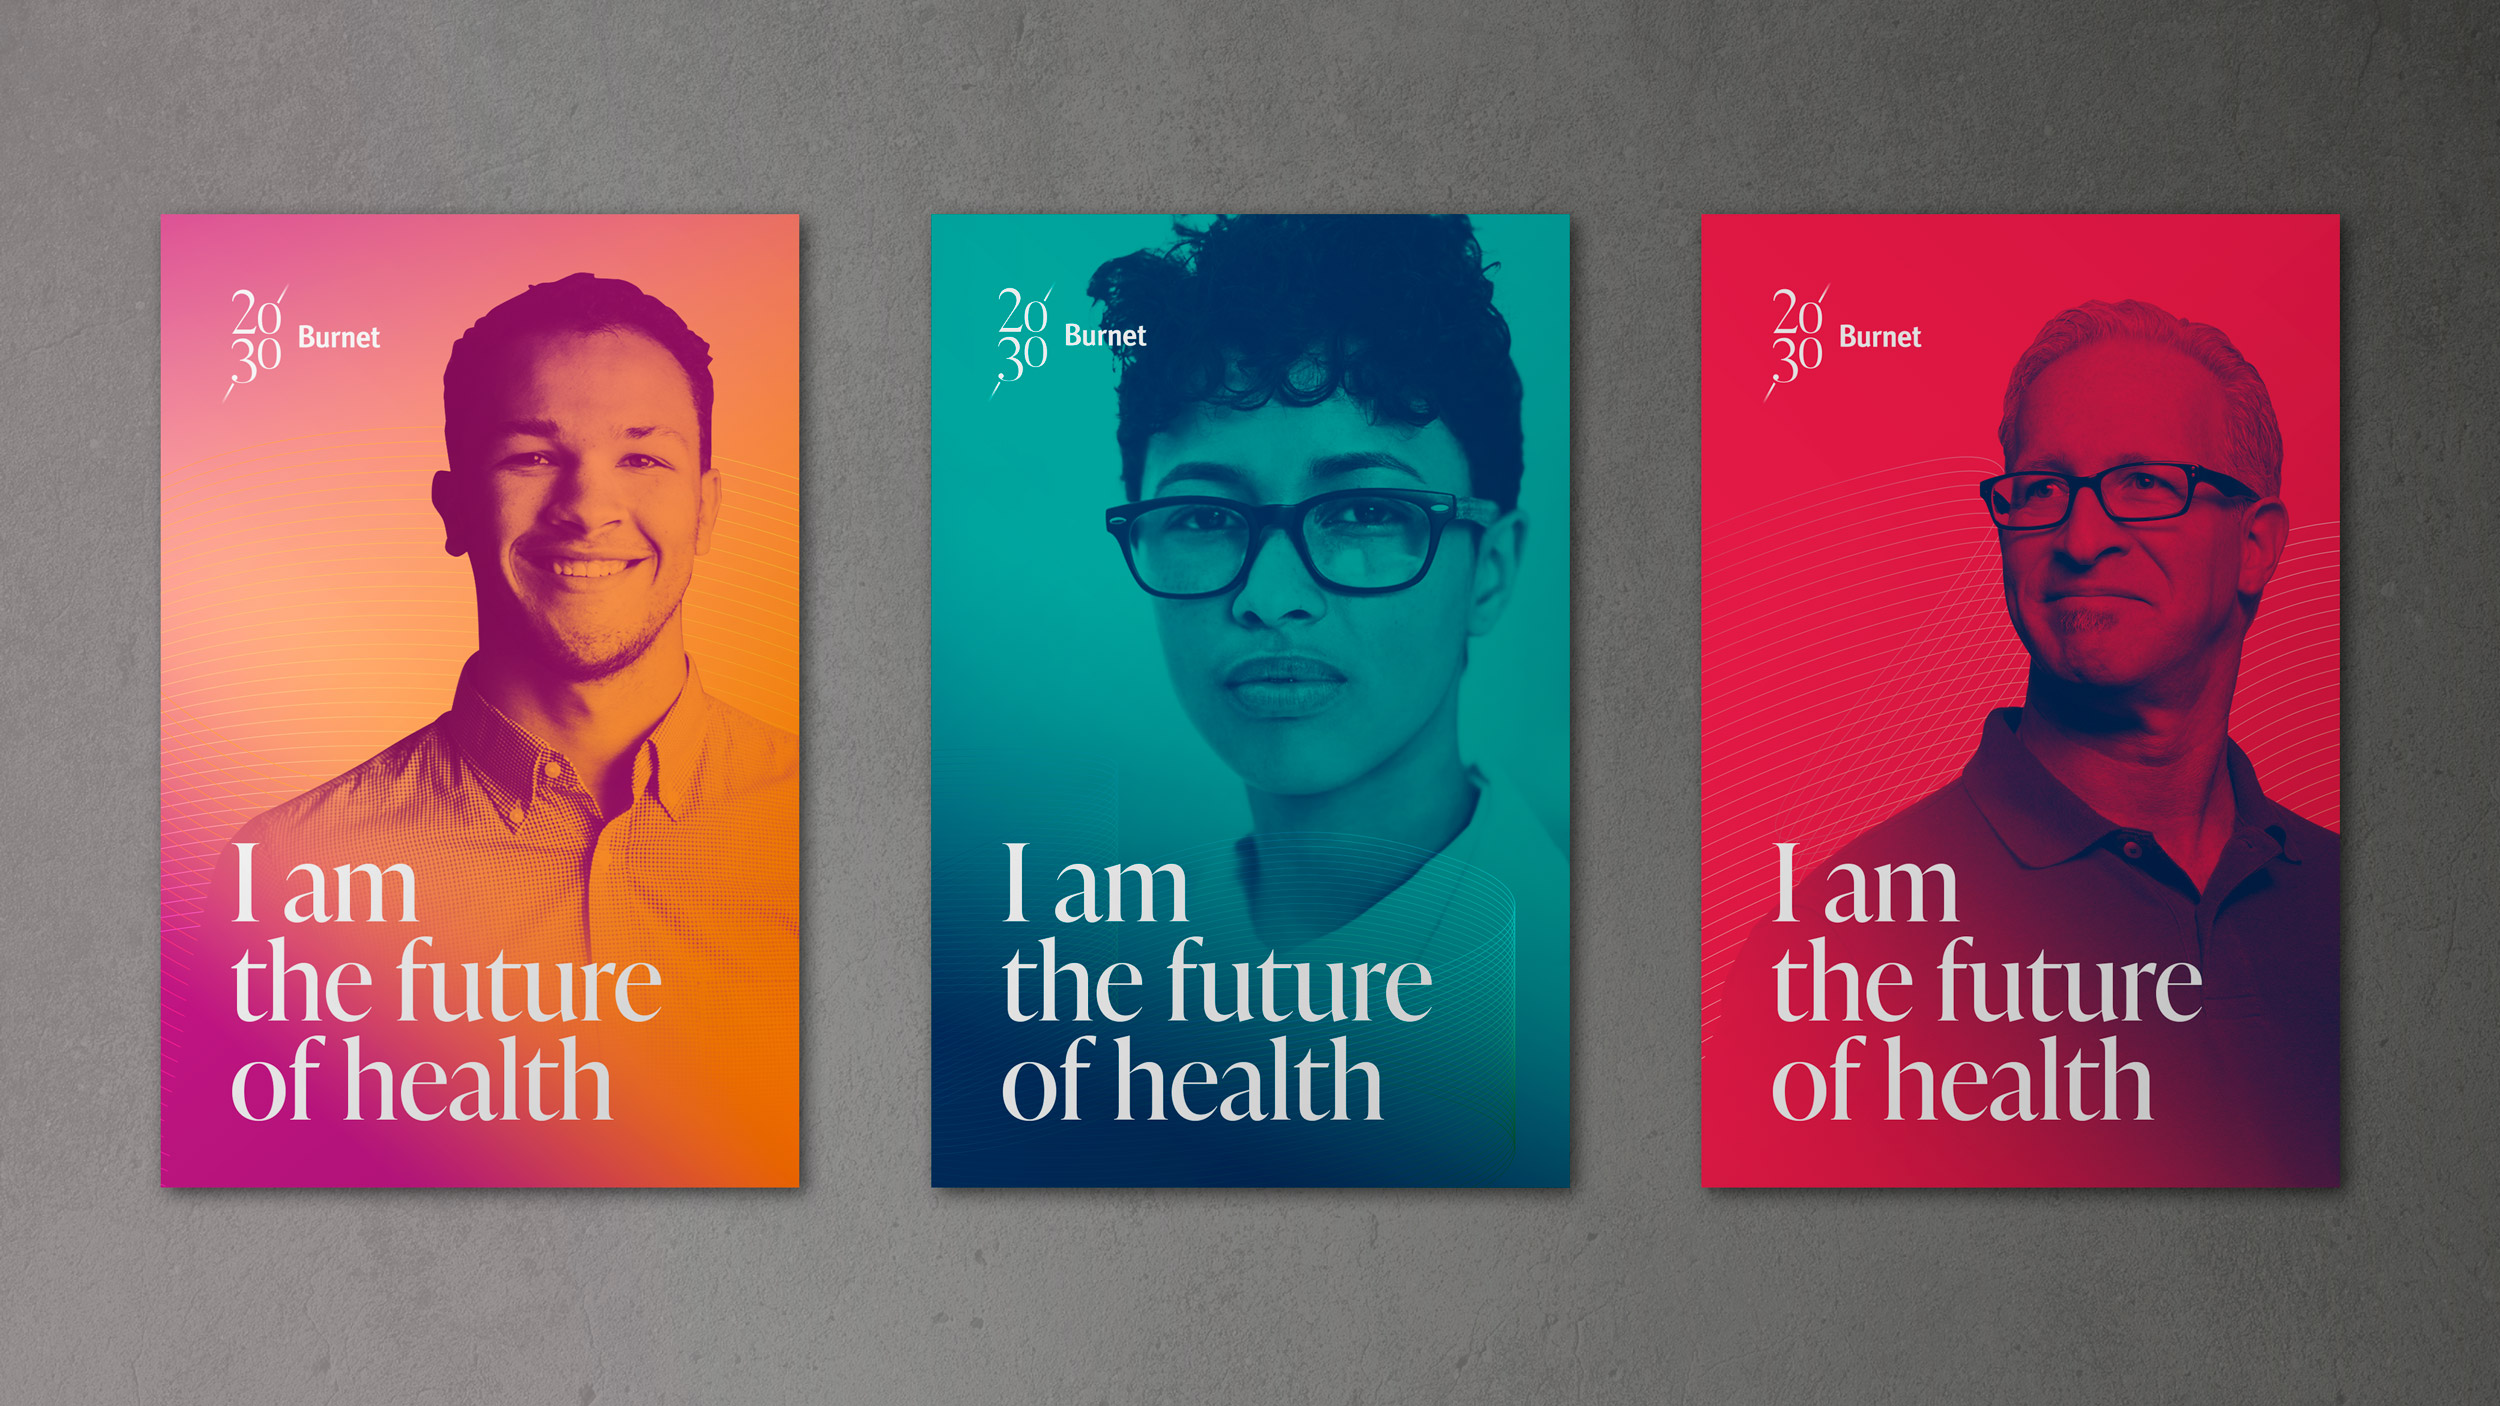 20
30
Burnet
I am
the future
of health
20
30
Burnet
I am
the future
of health
20
30
Burnet
I am
the future
of health